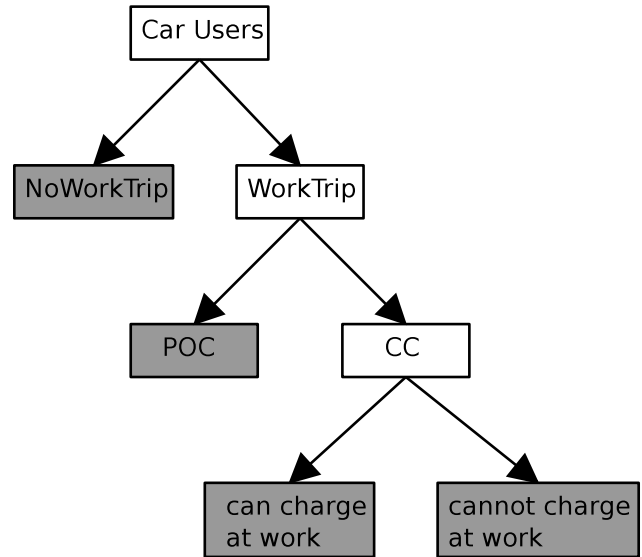 Car Users
NoWorkTrip
WorkTrip
POC
CC
can charge
at work
cannot charge
at work